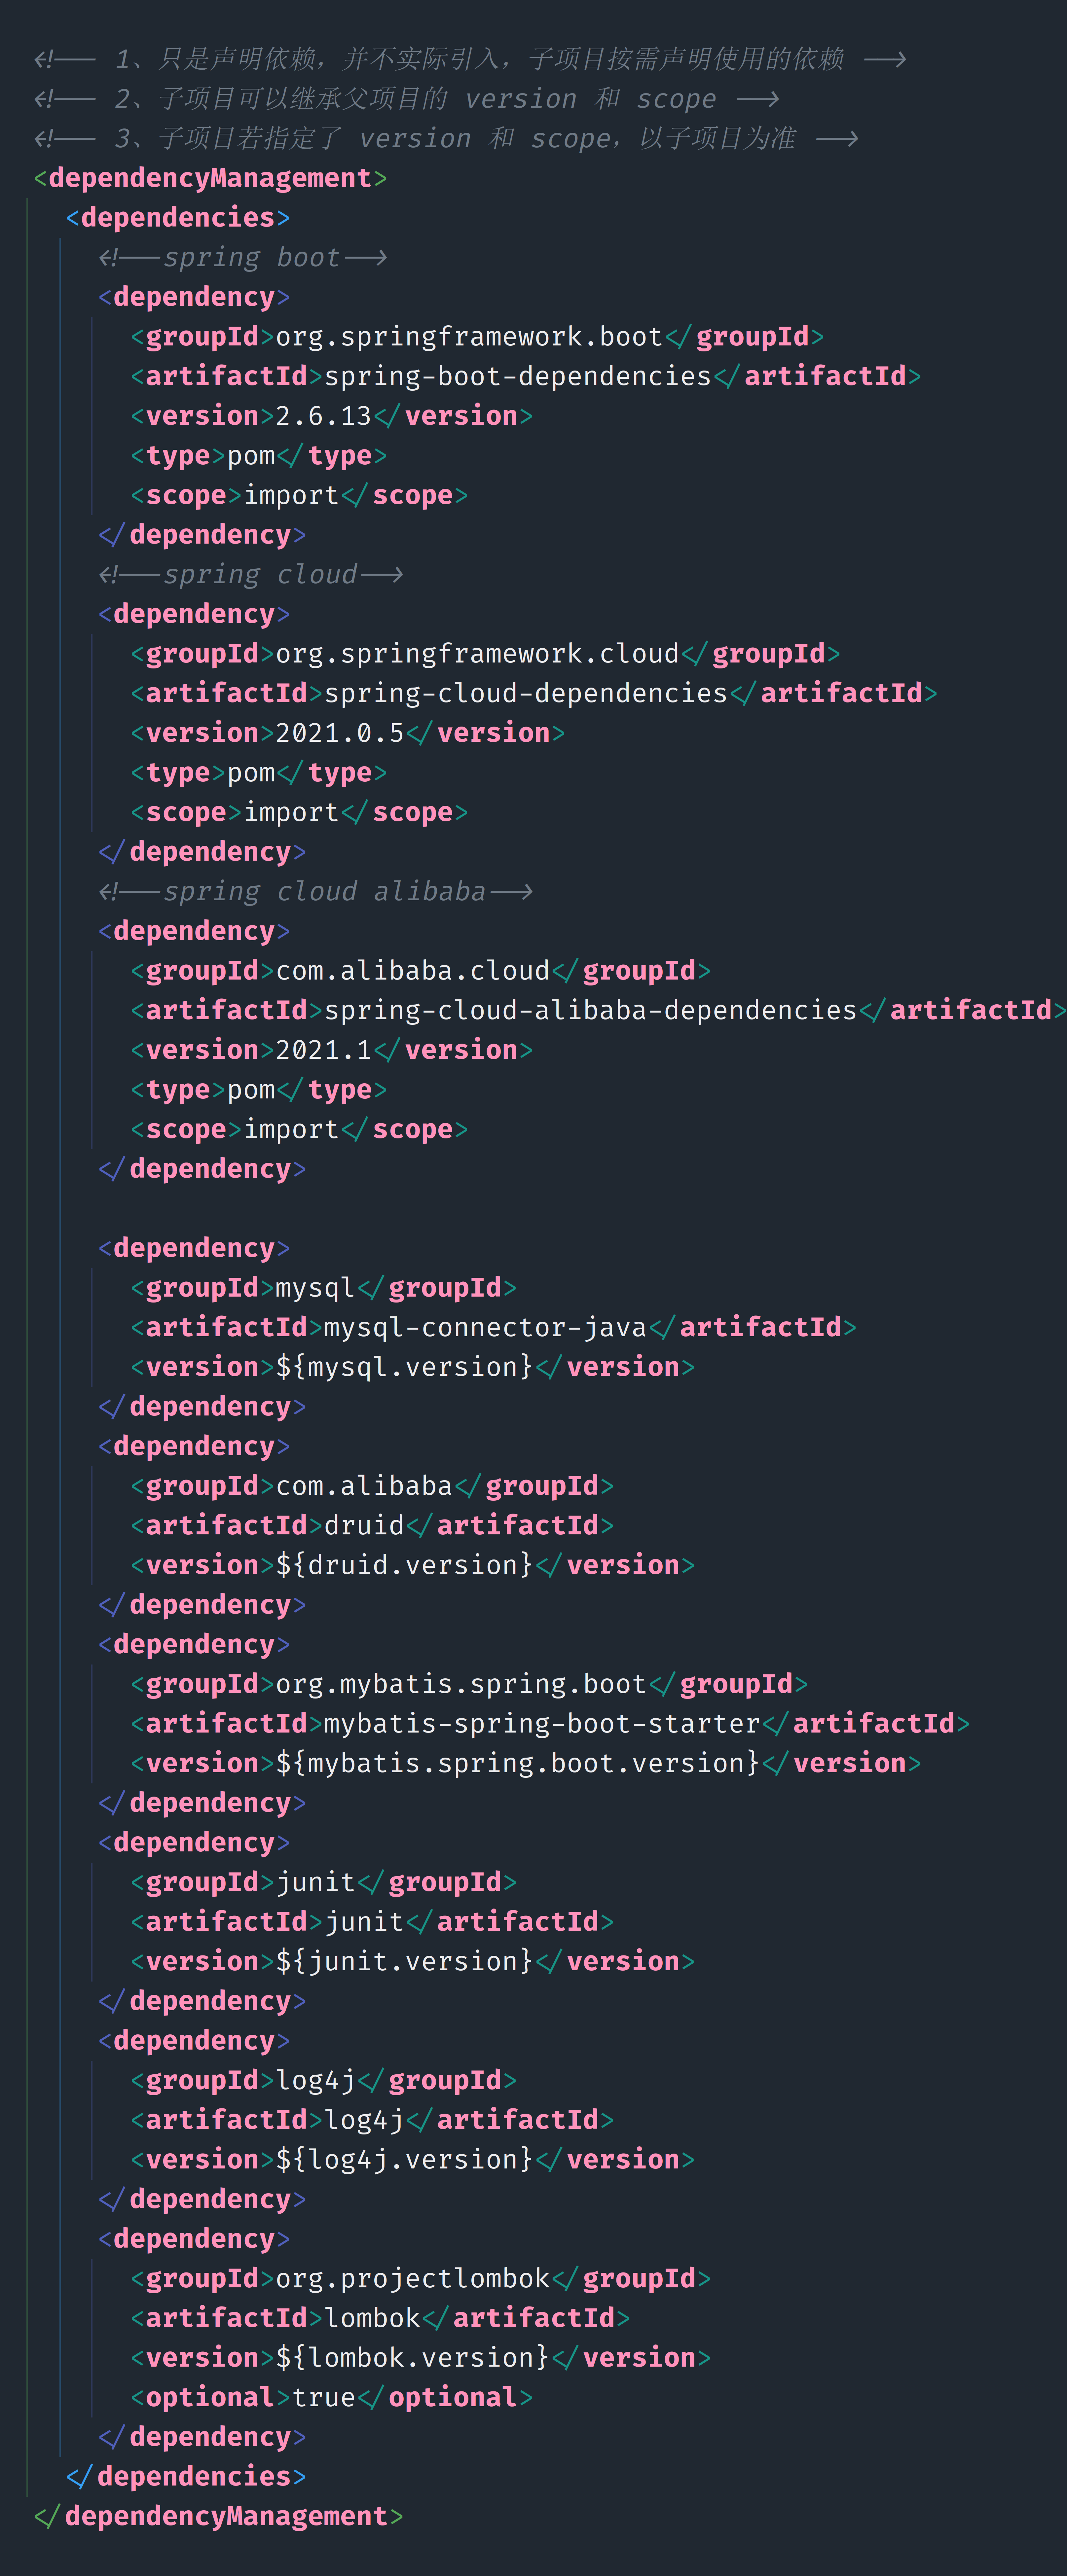 <!-- 1、只是声明依赖，并不实际引入，子项目按需声明使用的依赖 -->
<!-- 2、子项目可以继承父项目的 version 和 scope -->
<!-- 3、子项目若指定了 version 和 scope，以子项目为准 -->
<dependencyManagement>
  <dependencies>
    <!--spring boot-->
    <dependency>
      <groupId>org.springframework.boot</groupId>
      <artifactId>spring-boot-dependencies</artifactId>
      <version>2.6.13</version>
      <type>pom</type>
      <scope>import</scope>
    </dependency>
    <!--spring cloud-->
    <dependency>
      <groupId>org.springframework.cloud</groupId>
      <artifactId>spring-cloud-dependencies</artifactId>
      <version>2021.0.5</version>
      <type>pom</type>
      <scope>import</scope>
    </dependency>
    <!--spring cloud alibaba-->
    <dependency>
      <groupId>com.alibaba.cloud</groupId>
      <artifactId>spring-cloud-alibaba-dependencies</artifactId>
      <version>2021.1</version>
      <type>pom</type>
      <scope>import</scope>
    </dependency>

    <dependency>
      <groupId>mysql</groupId>
      <artifactId>mysql-connector-java</artifactId>
      <version>${mysql.version}</version>
    </dependency>
    <dependency>
      <groupId>com.alibaba</groupId>
      <artifactId>druid</artifactId>
      <version>${druid.version}</version>
    </dependency>
    <dependency>
      <groupId>org.mybatis.spring.boot</groupId>
      <artifactId>mybatis-spring-boot-starter</artifactId>
      <version>${mybatis.spring.boot.version}</version>
    </dependency>
    <dependency>
      <groupId>junit</groupId>
      <artifactId>junit</artifactId>
      <version>${junit.version}</version>
    </dependency>
    <dependency>
      <groupId>log4j</groupId>
      <artifactId>log4j</artifactId>
      <version>${log4j.version}</version>
    </dependency>
    <dependency>
      <groupId>org.projectlombok</groupId>
      <artifactId>lombok</artifactId>
      <version>${lombok.version}</version>
      <optional>true</optional>
    </dependency>
  </dependencies>
</dependencyManagement>